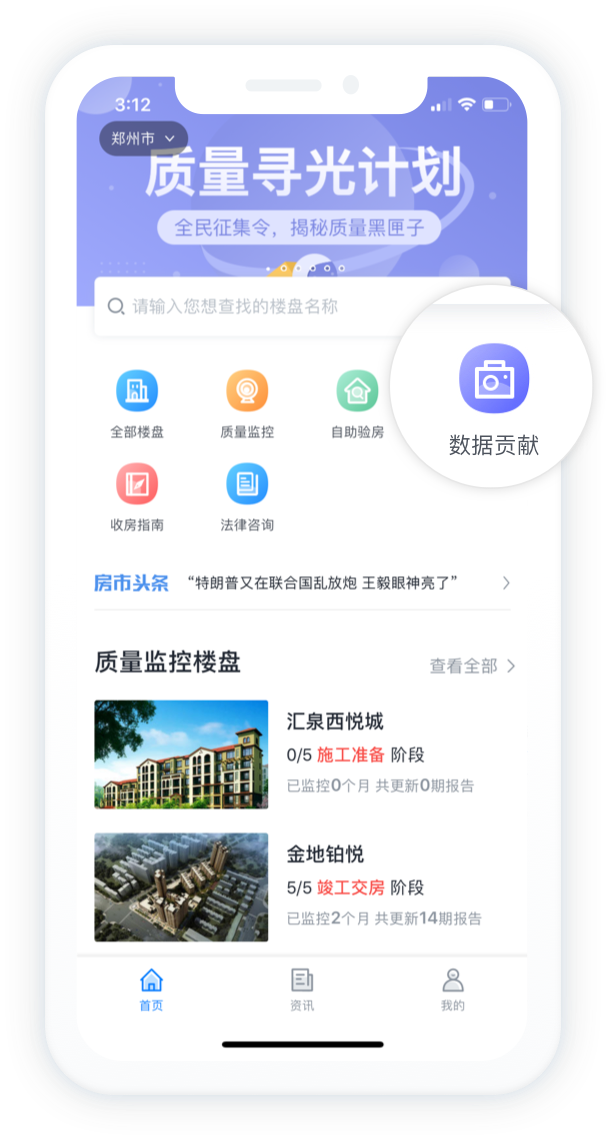 3:12
郑州市
质量寻光计划
全民征集令，揭秘质量黑匣子
请输入您想查找的楼盘名称
全部楼盘
质量监控
自助验房
数据贡献
收房指南
法律咨询
房市头条
“特朗普又在联合国乱放炮 王毅眼神亮了”
质量监控楼盘
查看全部
汇泉西悦城
0/5 施工准备 阶段
已监控0个月 共更新0期报告
金地铂悦
5/5 竣工交房 阶段
已监控2个月 共更新14期报告
首页
资讯
我的